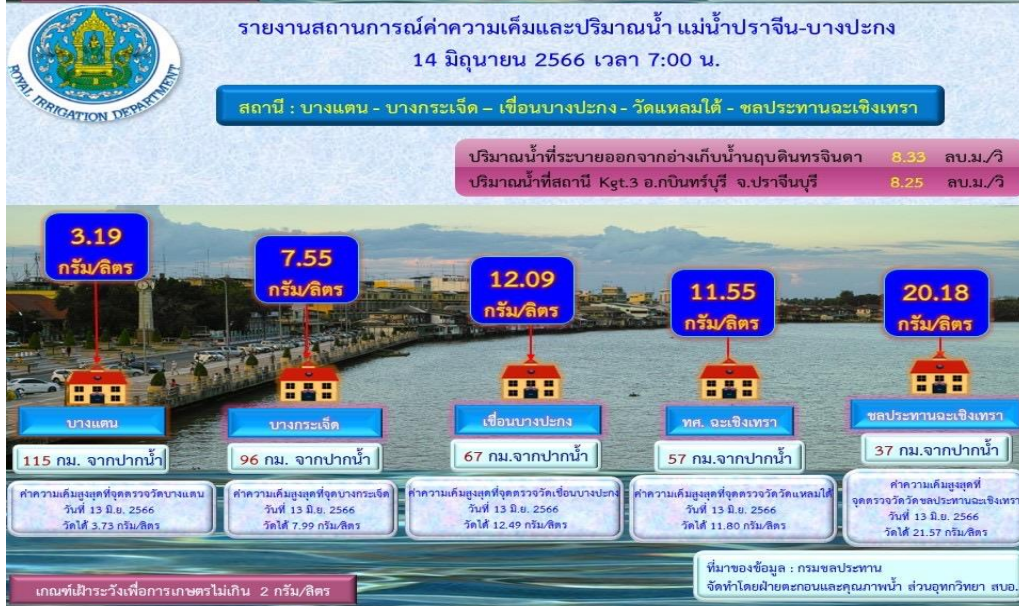 รายงานสถานการณ์ค่าความเค็มและปริมาณน้ำ แม่น้ำปราจีน-บางปะกง
14 มิถุนายน 2566 เวลา 7:00 น.
ROYAL IRRIGATION DEPARTMENT
สถานี : บางแตน - บางกระเจ็ด – เขื่อนบางปะกง - วัดแหลมใต้ - ชลประทานฉะเชิงเทรา
ปริมาณน้ำที่ระบายออกจากอ่างเก็บน้ำนฤบดินทรจินดา 8.33 ลบ.ม./วิ
ปริมาณน้ำที่สถานี Kgt.3 อ.กบินทร์บุรี จ.ปราจีนบุรี 8.25 ลบ.ม./วิ
3.19
กรัม/ลิตร
7.55
กรัม/ลิตร
12.09
กรัม/ลิตร
11.55
กรัม/ลิตร
20.18
กรัม/ลิตร
บางแตน
บางกระเจ็ด
เขื่อนบางปะกง
ทศ. ฉะเชิงเทรา
ชลประทานฉะเชิงเทรา
115 กม. จากปากน้ำ
96 กม. จากปากน้ำ
67 กม.จากปากน้ำ
57 กม.จากปากน้ำ
37 กม.จากปากน้ำ
ค่าความเค็มสูงสุดที่จุดตรวจวัดบางแตน
วันที่ 13 มิ.ย. 2566
วัดได้ 3.73 กรัม/ลิตร
ค่าความเค็มสูงสุดที่จุดบางกระเจ็ด
วันที่ 13 มิ.ย. 2566
วัดได้ 7.99 กรัม/ลิตร
ค่าความเค็มสูงสุดที่จุดตรวจวัดเขื่อนบางปะกง
วันที่ 13 มิ.ย. 2566
วัดได้ 12.49 กรัม/ลิตร
ค่าความเค็มสูงสุดที่จุดตรวจวัดวัดแหลมใต้
วันที่ 13 มิ.ย. 2566
วัดได้ 11.80 กรัม/ลิตร
ค่าความเค็มสูงสุดที่
จุดตรวจวัดวัดชลประทานฉะเชิงเทรา
วันที่ 13 มิ.ย. 2566
วัดได้ 21.57 กรัม/ลิตร
เกณฑ์เฝ้าระวังเพื่อการเกษตรไม่เกิน 2 กรัม/ลิตร
ที่มาของข้อมูล : กรมชลประทาน
จัดทำโดยฝ่ายตะกอนและคุณภาพน้ำ ส่วนอุทกวิทยา สบอ.